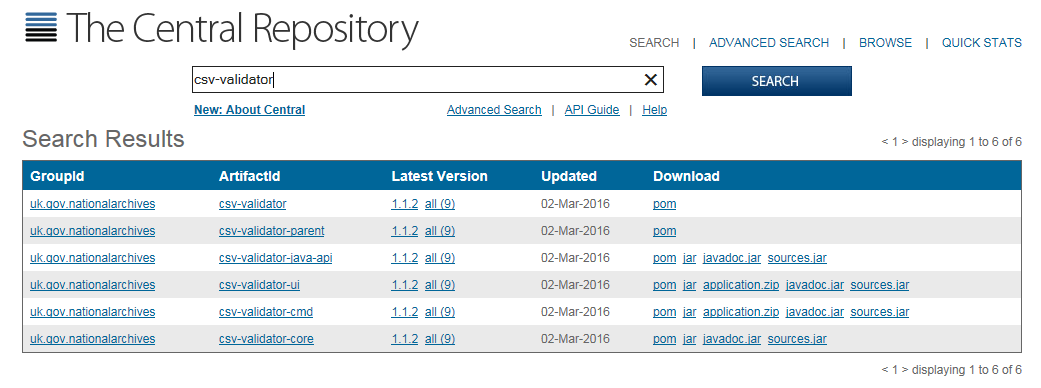 The Central Repository
SEARCH | ADVANCED SEARCH | BROWSE | QUICK STATS
csv-validator ✕ SEARCH
New: About Central Advanced Search | API Guide | Help
Search Results < 1 > displaying 1 to 6 of 6
GroupId ArtifactId Latest Version Updated Download
uk.gov.nationalarchives csv-validator 1.1.2 all (9) 02-Mar-2016 pom
uk.gov.nationalarchives csv-validator-parent 1.1.2 all (9) 02-Mar-2016 pom
uk.gov.nationalarchives csv-validator-java-api 1.1.2 all (9) 02-Mar-2016 pom jar javadoc.jar sources.jar
uk.gov.nationalarchives csv-validator-ui 1.1.2 all (9) 02-Mar-2016 pom jar application.zip javadoc.jar sources.jar
uk.gov.nationalarchives csv-validator-cmd 1.1.2 all (9) 02-Mar-2016 pom jar application.zip javadoc.jar sources.jar
uk.gov.nationalarchives csv-validator-core 1.1.2 all (9) 02-Mar-2016 pom jar javadoc.jar sources.jar
< 1 > displaying 1 to 6 of 6